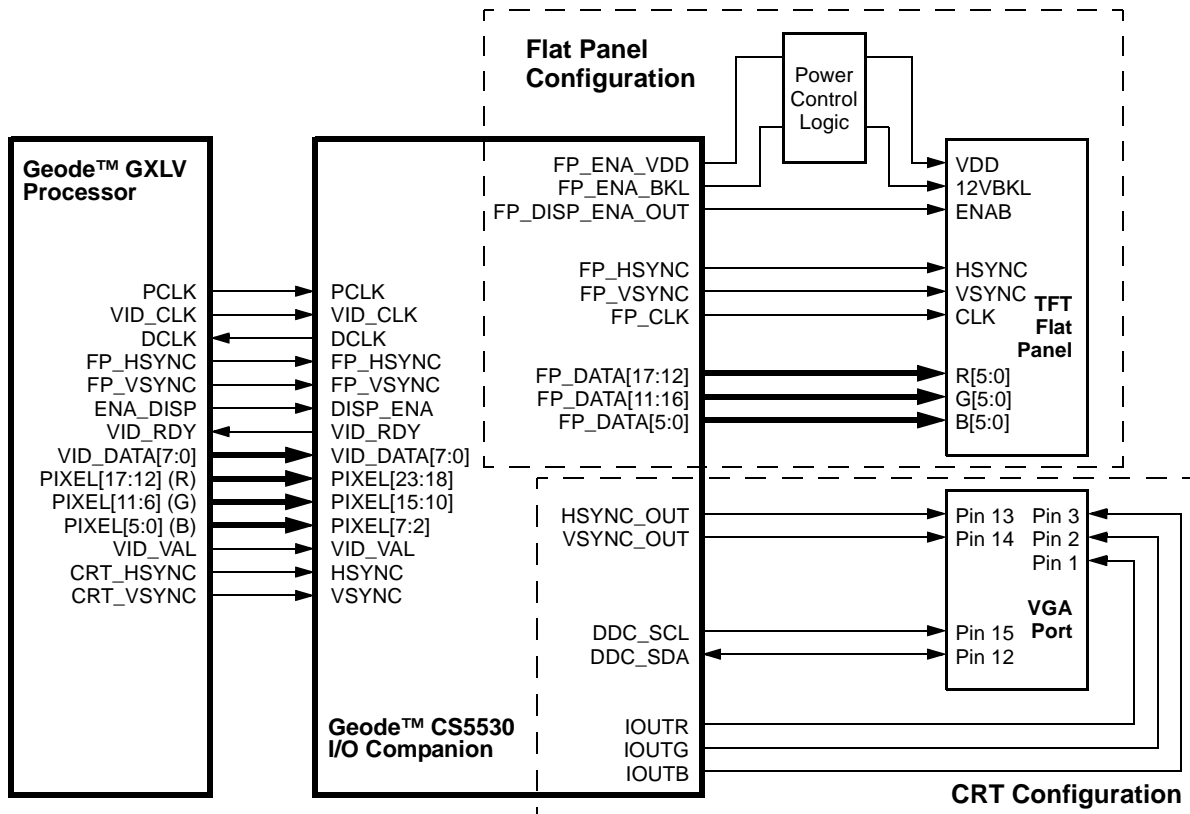 Flat Panel
Configuration
Power
Control
Logic
Geode™ GXLV
Processor
PCLK
VID_CLK
DCLK
FP_HSYNC
FP_VSYNC
ENA_DISP
VID_RDY
VID_DATA[7:0]
PIXEL[17:12] (R)
PIXEL[11:6] (G)
PIXEL[5:0] (B)
VID_VAL
CRT_HSYNC
CRT_VSYNC
PCLK
VID_CLK
DCLK
FP_HSYNC
FP_VSYNC
DISP_ENA
VID_RDY
VID_DATA[7:0]
PIXEL[23:18]
PIXEL[15:10]
PIXEL[7:2]
VID_VAL
HSYNC
VSYNC
Geode™ CS5530
I/O Companion
FP_ENA_VDD
FP_ENA_BKL
FP_DISP_ENA_OUT
FP_HSYNC
FP_VSYNC
FP_CLK
FP_DATA[17:12]
FP_DATA[11:16]
FP_DATA[5:0]
HSYNC_OUT
VSYNC_OUT
DDC_SCL
DDC_SDA
IOUTR
IOUTG
IOUTB
VDD
12VBKL
ENAB
HSYNC
VSYNC
CLK
TFT
Flat
Panel
R[5:0]
G[5:0]
B[5:0]
Pin 13 Pin 3
Pin 14 Pin 2
Pin 1
VGA
Port
Pin 15
Pin 12
CRT Configuration